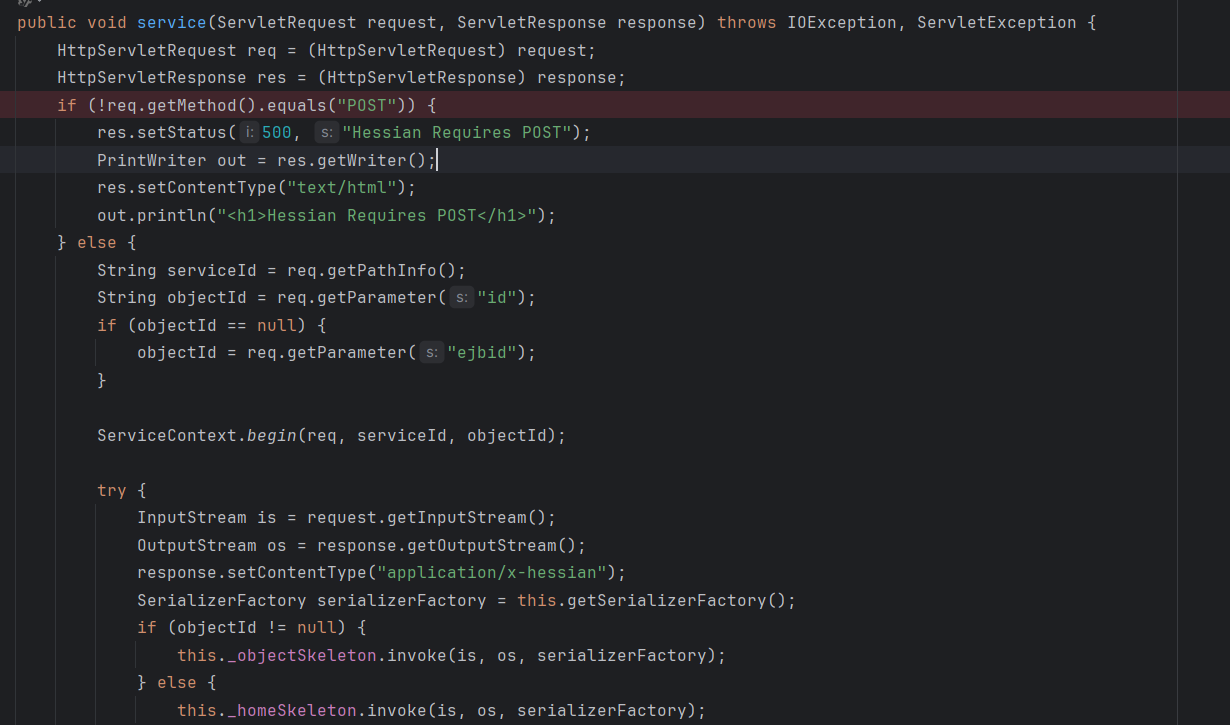 public void service(ServletRequest request, ServletResponse response) throws IOException, ServletException {
    HttpServletRequest req = (HttpServletRequest) request;
    HttpServletResponse res = (HttpServletResponse) response;
    if (!req.getMethod().equals("POST")) {
        res.setStatus( i: 500, s: "Hessian Requires POST");
        PrintWriter out = res.getWriter();
        res.setContentType("text/html");
        out.println("<h1>Hessian Requires POST</h1>");
    } else {
        String serviceId = req.getPathInfo();
        String objectId = req.getParameter( s: "id");
        if (objectId == null) {
            objectId = req.getParameter( s: "ejbid");
        }
        ServiceContext.begin(req, serviceId, objectId);
        try {
            InputStream is = request.getInputStream();
            OutputStream os = response.getOutputStream();
            response.setContentType("application/x-hessian");
            SerializerFactory serializerFactory = this.getSerializerFactory();
            if (objectId != null) {
                this._objectSkeleton.invoke(is, os, serializerFactory);
            } else {
                this._homeSkeleton.invoke(is, os, serializerFactory);